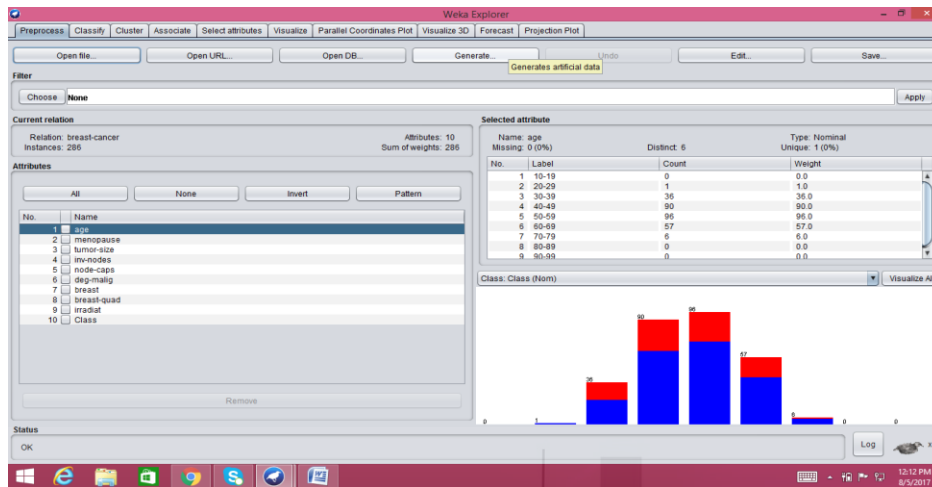 Weka Explorer
Preprocess Classify Cluster Associate Select attributes Visualize Parallel Coordinates Plot Visualize 3D Forecast Projection Plot
Open file... Open URL... Open DB... Generate... Undo Edit... Save...
Generates artificial data
Filter
Choose None Apply
Current relation
Relation: breast-cancer Attributes: 10
Instances: 286 Sum of weights: 286
Attributes
All None Invert Pattern
No. Name
1 age
2 menopause
3 tumor-size
4 inv-nodes
5 node-caps
6 deg-malig
7 breast
8 breast-quad
9 irradiat
10 Class
Remove
Selected attribute
Name: age Type: Nominal
Missing: 0 (0%) Distinct: 6 Unique: 1 (0%)
No. Label Count Weight
1 10-19 0 0.0
2 20-29 1 1.0
3 30-39 36 36.0
4 40-49 90 90.0
5 50-59 96 96.0
6 60-69 57 57.0
7 70-79 6 6.0
8 80-89 0 0.0
9 90-99 0 0.0
Class: Class (Nom) Visualize Al
0 1 36 90 96 57 6 0 0
Status
OK
Log x
12:12 PM
8/5/2017